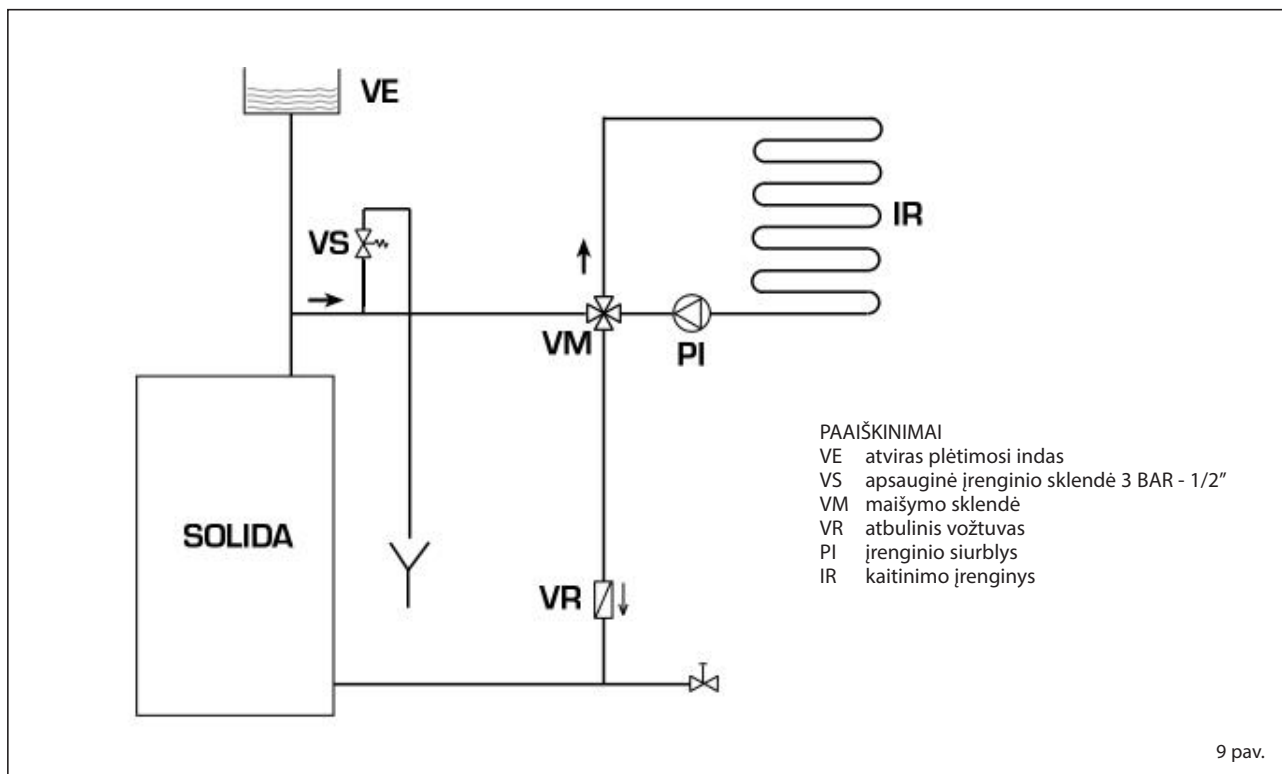 VE
VS
IR
VM
PI
SOLIDA
VR
PAAIŠKINIMAI
VE atviras plėtimosi indas
VS apsauginė įrenginio sklendė 3 BAR - 1/2”
VM maišymo sklendė
VR atbulinis vožtuvas
PI įrenginio siurblys
IR kaitinimo įrenginys
9 pav.